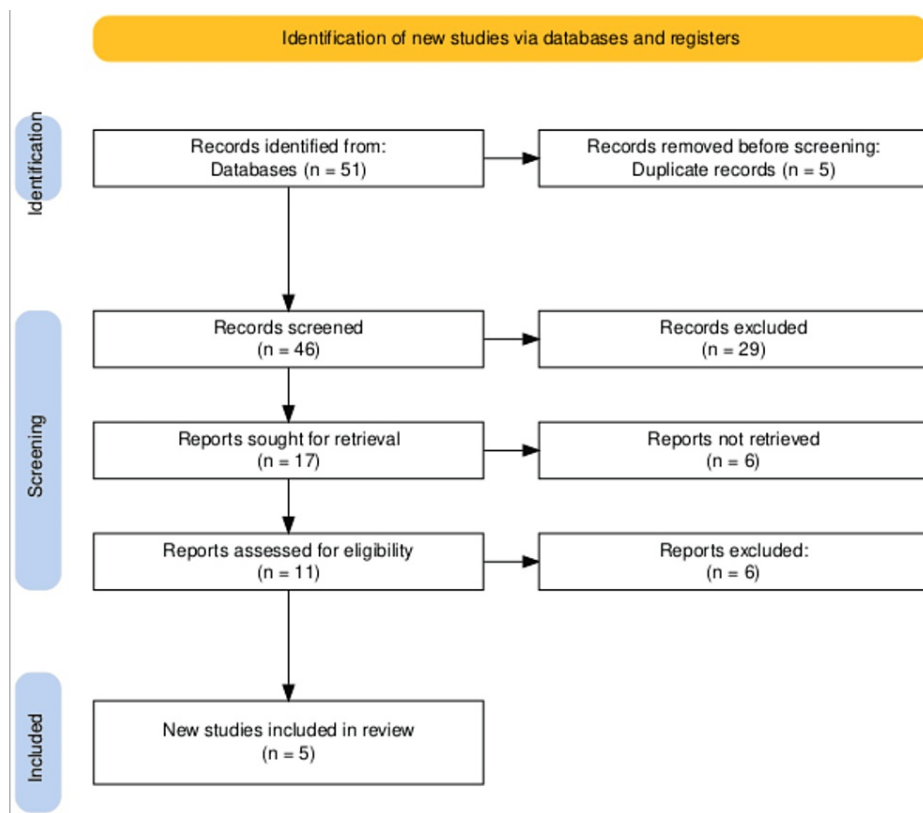 Identification of new studies via databases and registers
Identification
Records identified from:
Databases (n = 51)
Records removed before screening:
Duplicate records (n = 5)
Screening
Records screened
(n = 46)
Records excluded
(n = 29)
Reports sought for retrieval
(n = 17)
Reports not retrieved
(n = 6)
Reports assessed for eligibility
(n = 11)
Reports excluded:
(n = 6)
Included
New studies included in review
(n = 5)